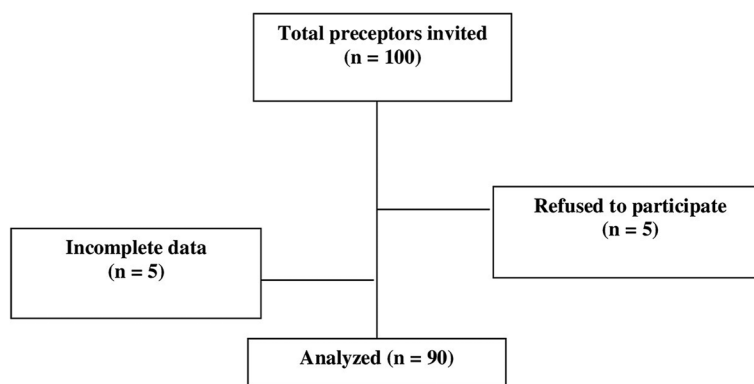 Total preceptors invited
(n = 100)
Refused to participate
(n = 5)
Incomplete data
(n = 5)
Analyzed (n = 90)